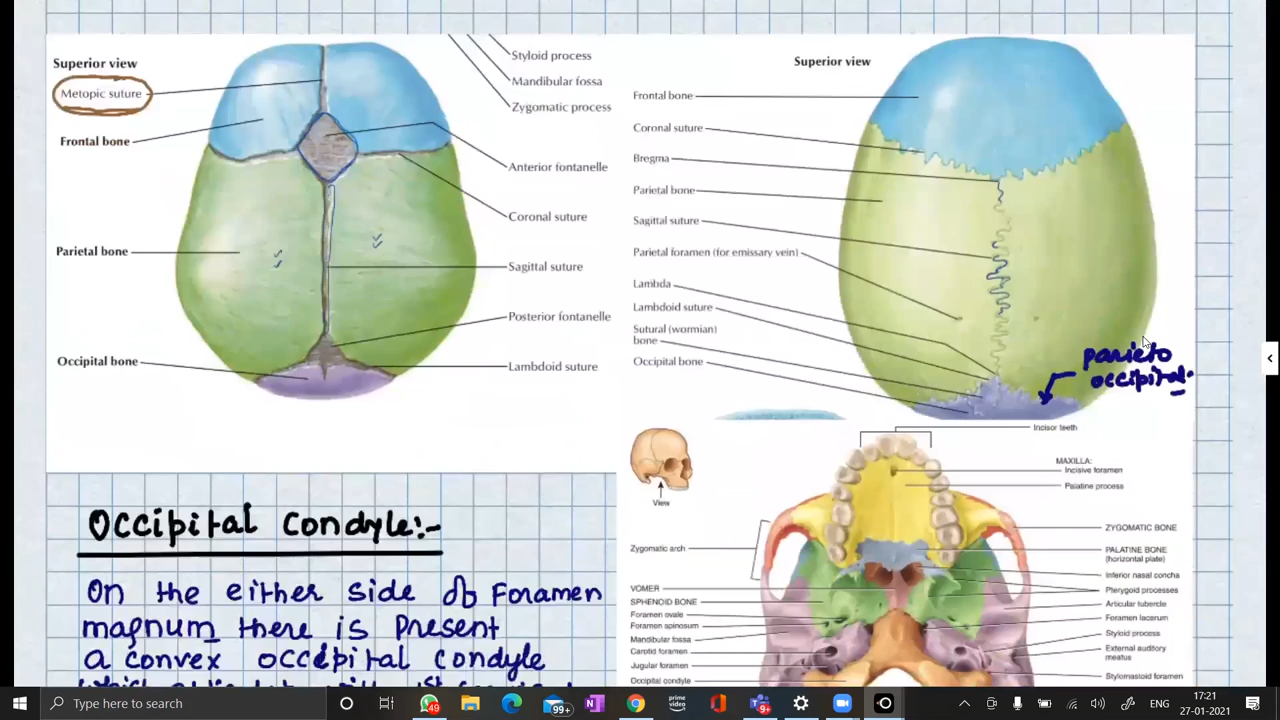 Superior view
Metopic suture
Frontal bone
Parietal bone
Occipital bone
Styloid process
Mandibular fossa
Zygomatic process
Anterior fontanelle
Coronal suture
Sagittal suture
Posterior fontanelle
Lambdoid suture
Superior view
Frontal bone
Coronal suture
Bregma
Parietal bone
Sagittal suture
Parietal foramen (for emissary vein)
Lambda
Lambdoid suture
Sutural (wormian)
bone
Occipital bone
parieto
occipital.
Occipital Condyle:-
On the either side of Foramen
magnum there is present
a convex occipital condyle
View
Incisor teeth
MAXILLA:
Incisive foramen
Palatine process
Zygomatic arch
VOMER
SPHENOID BONE
Foramen ovale
Foramen spinosum
Mandibular fossa
Carotid foramen
Jugular foramen
Occipital condyle
ZYGOMATIC BONE
PALATINE BONE
(horizontal plate)
Inferior nasal concha
Pterygoid processes
Articular tubercle
Foramen lacerum
Styloid process
External auditory
meatus
Stylomastoid foramen
Type here to search
49
99+
prime
video
9+
17:21
27-01-2021